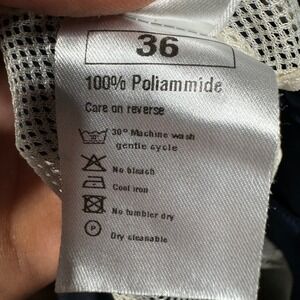 36
100% Poliammide
Care on reverse
30° Machine wash
gentle cycle
No bleach
Cool iron
No tumbler dry
P
Dry cleanable